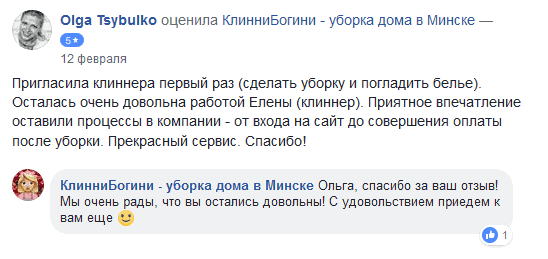 Olga Tsybulko оценила КлинниБогини - уборка дома в Минске —
5★
12 февраля
Пригласила клиннера первый раз (сделать уборку и погладить белье).
Осталась очень довольна работой Елены (клиннер). Приятное впечатление
оставили процессы в компании - от входа на сайт до совершения оплаты
после уборки. Прекрасный сервис. Спасибо!
КлинниБогини - уборка дома в Минске Ольга, спасибо за ваш отзыв!
Мы очень рады, что вы остались довольны! С удовольствием приедем к
вам еще
1